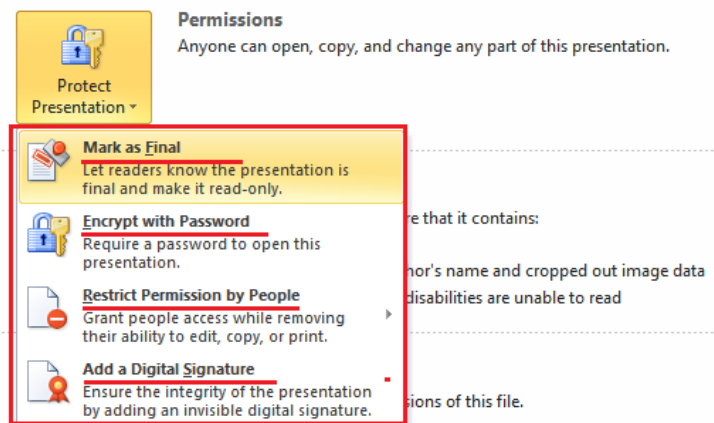 Permissions
Anyone can open, copy, and change any part of this presentation.
Protect
Presentation
Mark as Final
Let readers know the presentation is
final and make it read-only.
Encrypt with Password
Require a password to open this
presentation.
Restrict Permission by People
Grant people access while removing
their ability to edit, copy, or print.
Add a Digital Signature
Ensure the integrity of the presentation
by adding an invisible digital signature.
that it contains:
name and cropped out image data
disabilities are unable to read
of this file.